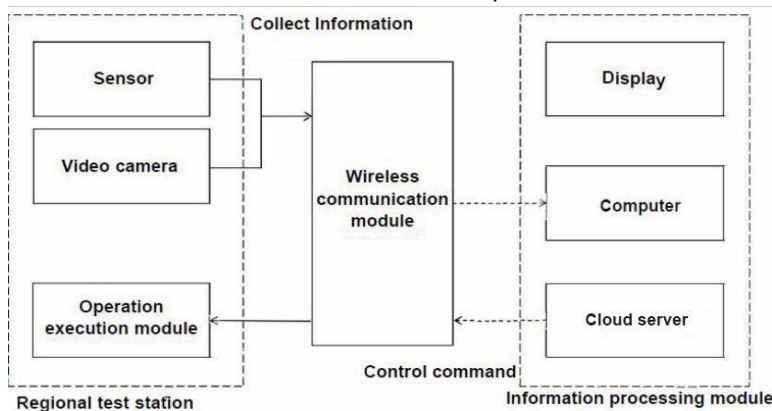 Collect Information
Sensor
Video camera
Operation
execution module
Regional test station
Wireless
communication
module
Control command
Display
Computer
Cloud server
Information processing module